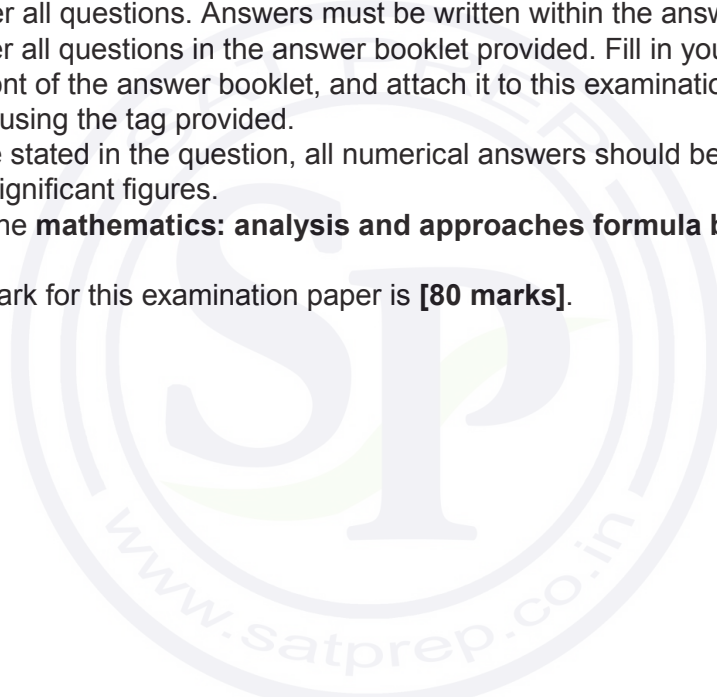 er all questions. Answers must be written within the answ
er all questions in the answer booklet provided. Fill in you
ont of the answer booklet, and attach it to this examinatio
using the tag provided.
e stated in the question, all numerical answers should be
ignificant figures.
he mathematics: analysis and approaches formula b
ark for this examination paper is [80 marks].
SAT PREP
SP
www.satprep.co.in